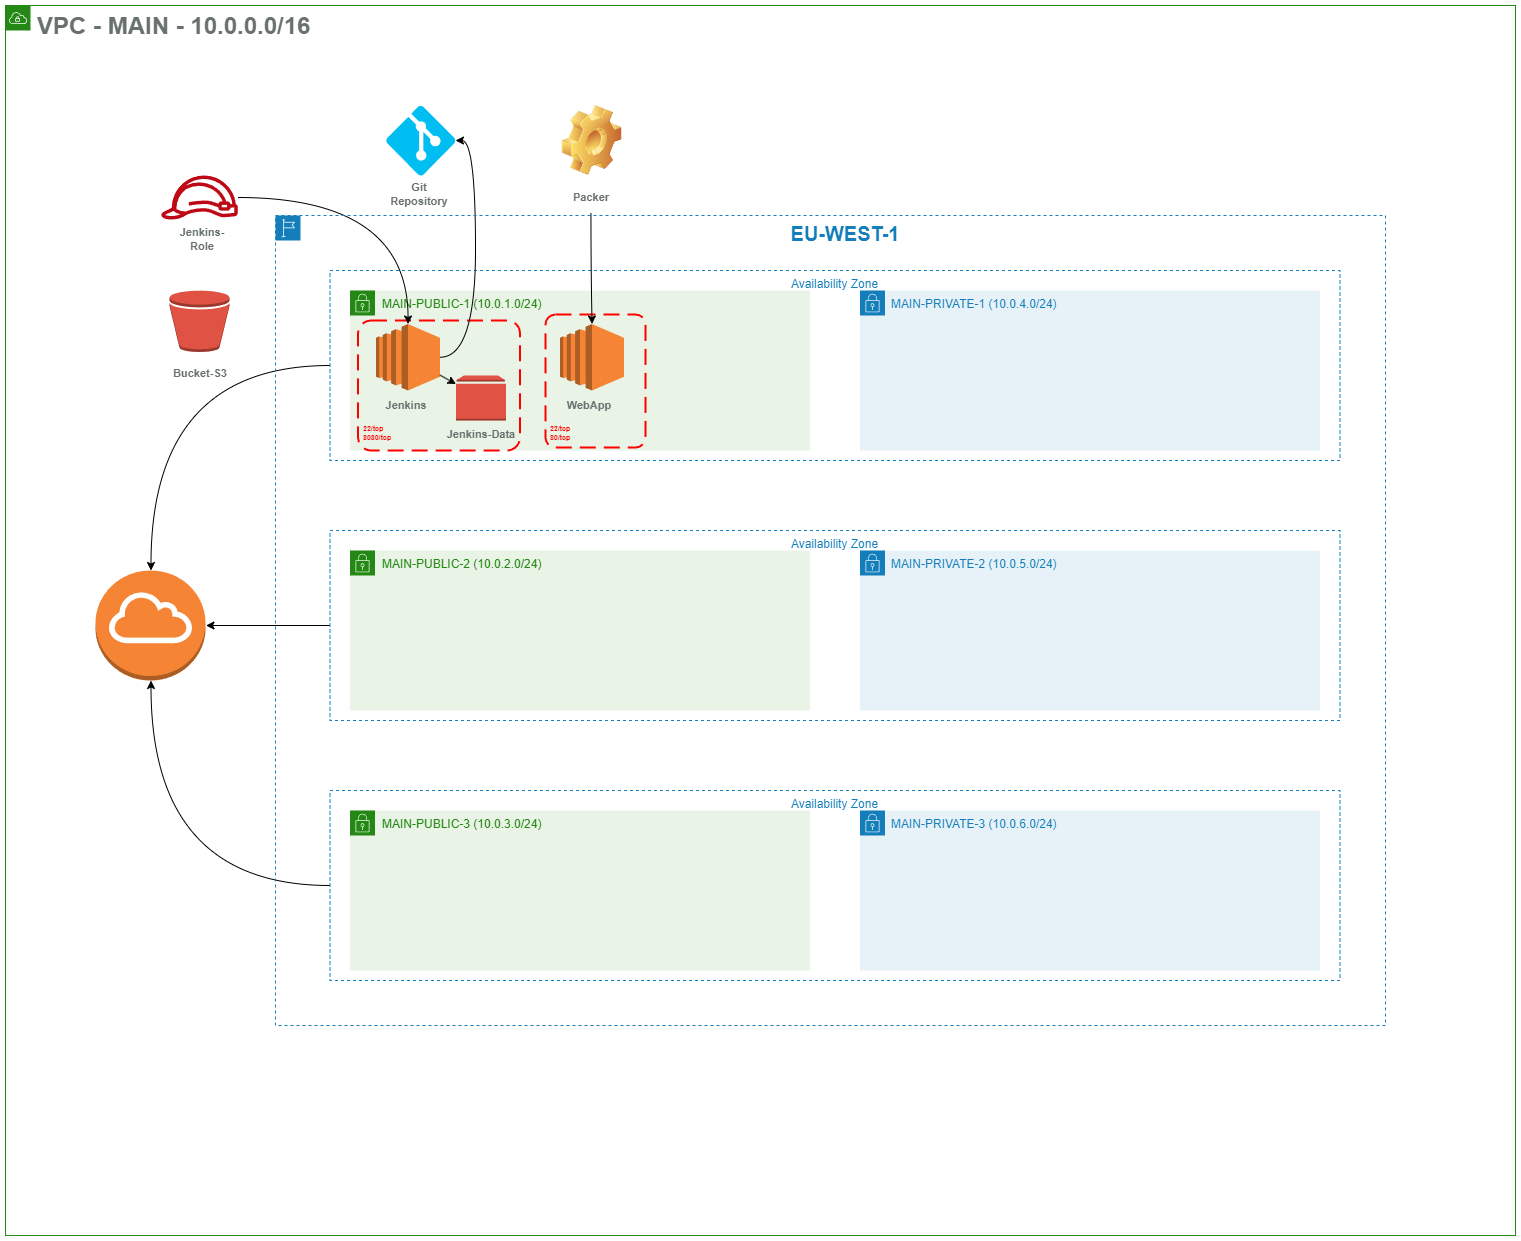 VPC - MAIN - 10.0.0.0/16
Git
Repository
Packer
Jenkins-
Role
EU-WEST-1
Availability Zone
MAIN-PUBLIC-1 (10.0.1.0/24)
MAIN-PRIVATE-1 (10.0.4.0/24)
Bucket-S3
Jenkins
WebApp
22/top
8080/top
Jenkins-Data
22/top
80/top
Availability Zone
MAIN-PUBLIC-2 (10.0.2.0/24)
MAIN-PRIVATE-2 (10.0.5.0/24)
Availability Zone
MAIN-PUBLIC-3 (10.0.3.0/24)
MAIN-PRIVATE-3 (10.0.6.0/24)